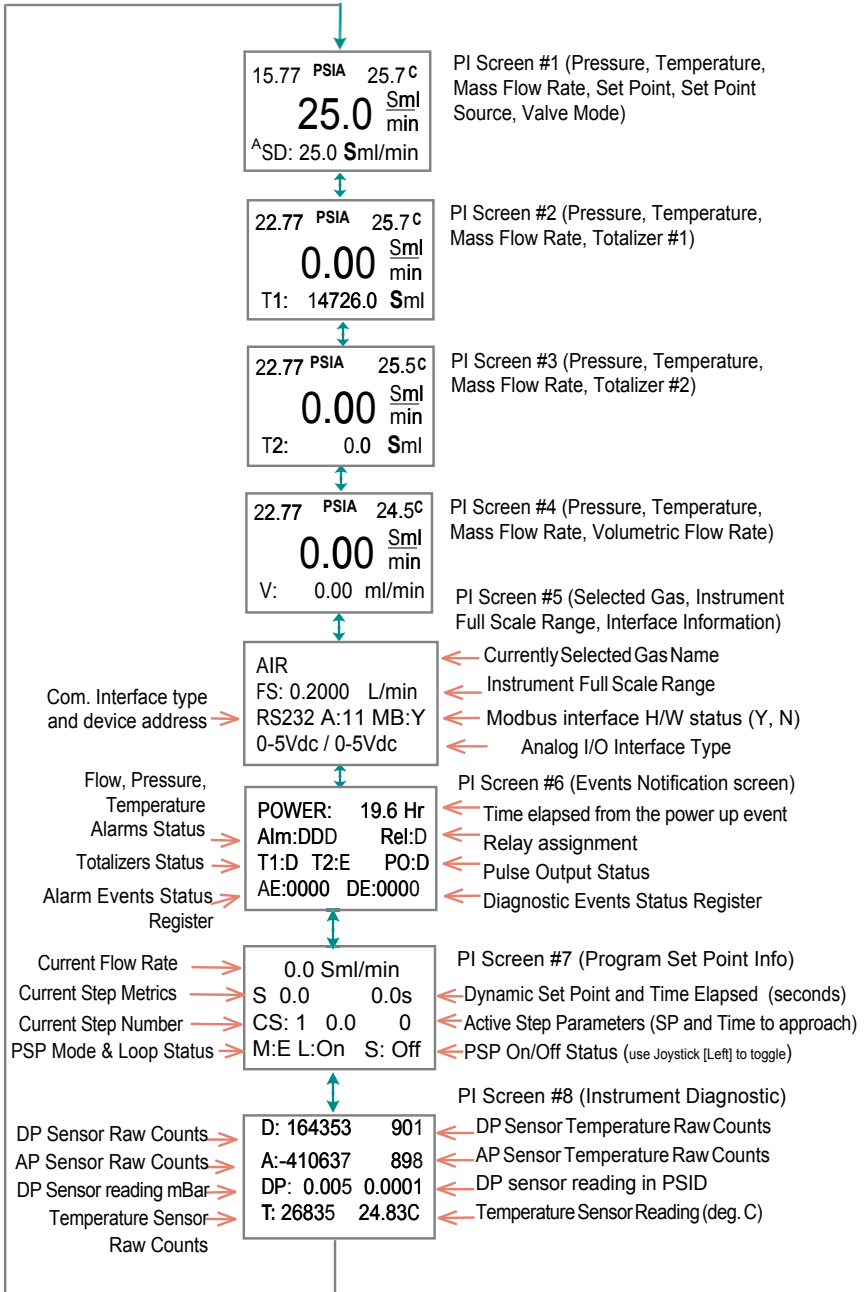 15.77 PSIA 25.7 C
25.0 Sml
min
ASD: 25.0 Sml/min
PI Screen #1 (Pressure, Temperature,
Mass Flow Rate, Set Point, Set Point
Source, Valve Mode)
22.77 PSIA 25.7 C
0.00 Sml
min
T1: 14726.0 Sml
PI Screen #2 (Pressure, Temperature,
Mass Flow Rate, Totalizer #1)
22.77 PSIA 25.5 C
0.00 Sml
min
T2: 0.0 Sml
PI Screen #3 (Pressure, Temperature,
Mass Flow Rate, Totalizer #2)
22.77 PSIA 24.5 C
0.00 Sml
min
V: 0.00 ml/min
PI Screen #4 (Pressure, Temperature,
Mass Flow Rate, Volumetric Flow Rate)
PI Screen #5 (Selected Gas, Instrument
Full Scale Range, Interface Information)
AIR
FS: 0.2000 L/min
RS232 A:11 MB:Y
0-5Vdc / 0-5Vdc
Com. Interface type
and device address
Currently Selected Gas Name
Instrument Full Scale Range
Modbus interface H/W status (Y, N)
Analog I/O Interface Type
PI Screen #6 (Events Notification screen)
Flow, Pressure,
Temperature
Alarms Status
Totalizers Status
Alarm Events Status
Register
POWER: 19.6 Hr
Alm:DDD Rel:D
T1:D T2:E PO:D
AE:0000 DE:0000
Time elapsed from the power up event
Relay assignment
Pulse Output Status
Diagnostic Events Status Register
PI Screen #7 (Program Set Point Info)
Current Flow Rate
Current Step Metrics
Current Step Number
PSP Mode & Loop Status
0.0 Sml/min
S 0.0 0.0s
CS: 1 0.0 0
M:E L:On S: Off
Dynamic Set Point and Time Elapsed (seconds)
Active Step Parameters (SP and Time to approach)
PSP On/Off Status (use Joystick [Left] to toggle)
PI Screen #8 (Instrument Diagnostic)
DP Sensor Raw Counts
AP Sensor Raw Counts
DP Sensor reading mBar
Temperature Sensor
Raw Counts
D: 164353 901
A:-410637 898
DP: 0.005 0.0001
T: 26835 24.83C
DP Sensor Temperature Raw Counts
AP Sensor Temperature Raw Counts
DP sensor reading in PSID
Temperature Sensor Reading (deg. C)